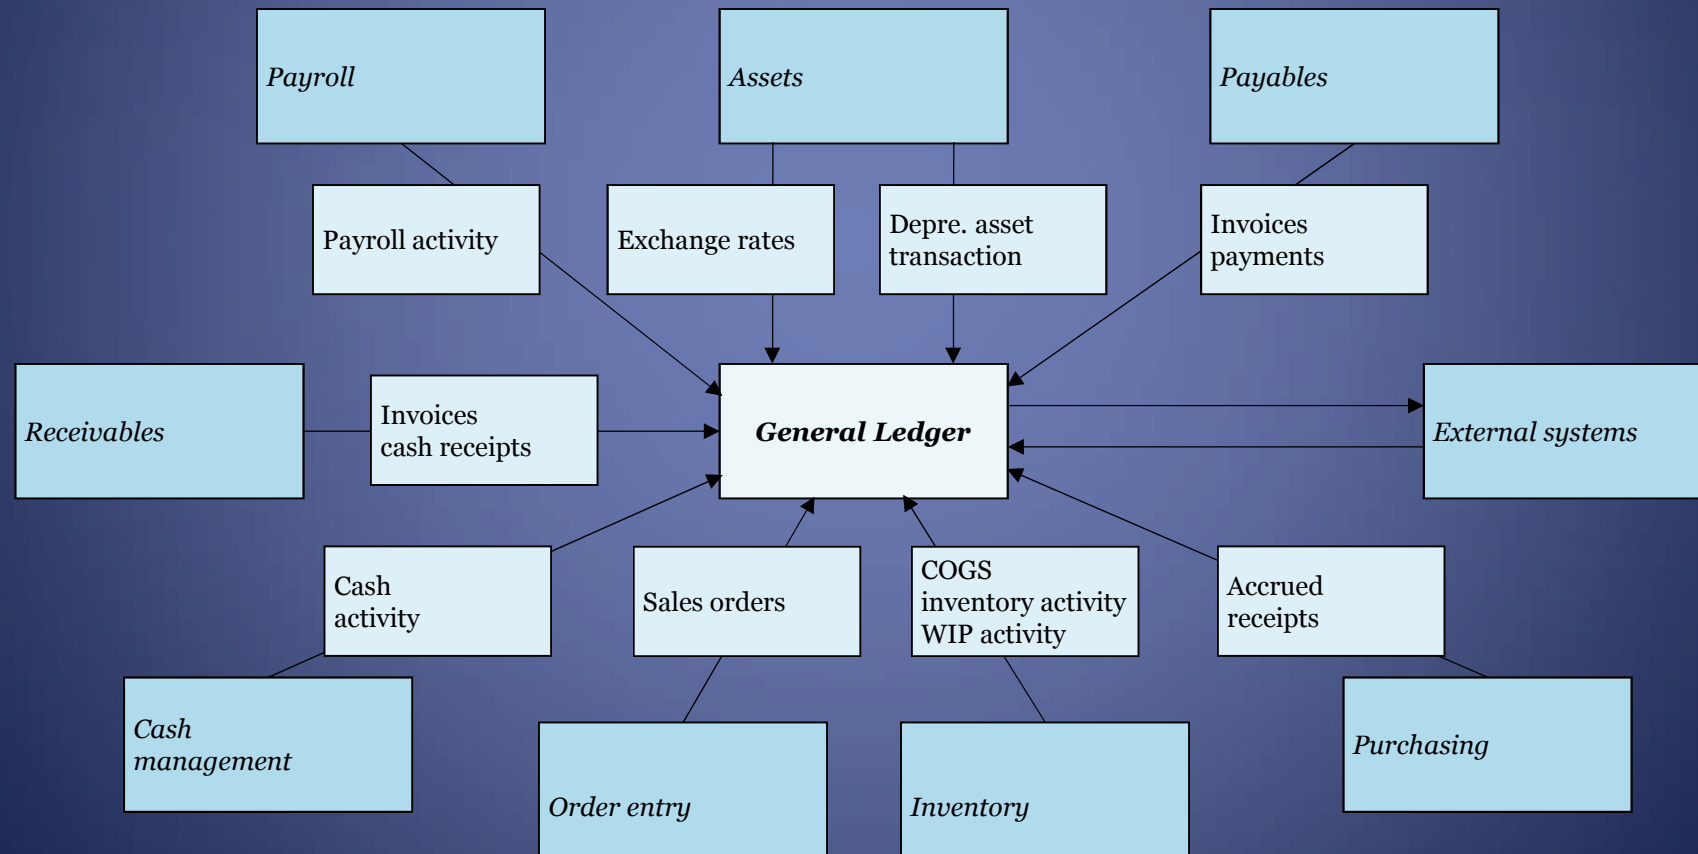 Payroll
Assets
Payables
Payroll activity
Exchange rates
Depre. asset
transaction
Invoices
payments
Receivables
Invoices
cash receipts
General Ledger
External systems
Cash
activity
Sales orders
COGS
inventory activity
WIP activity
Accrued
receipts
Cash
management
Order entry
Inventory
Purchasing